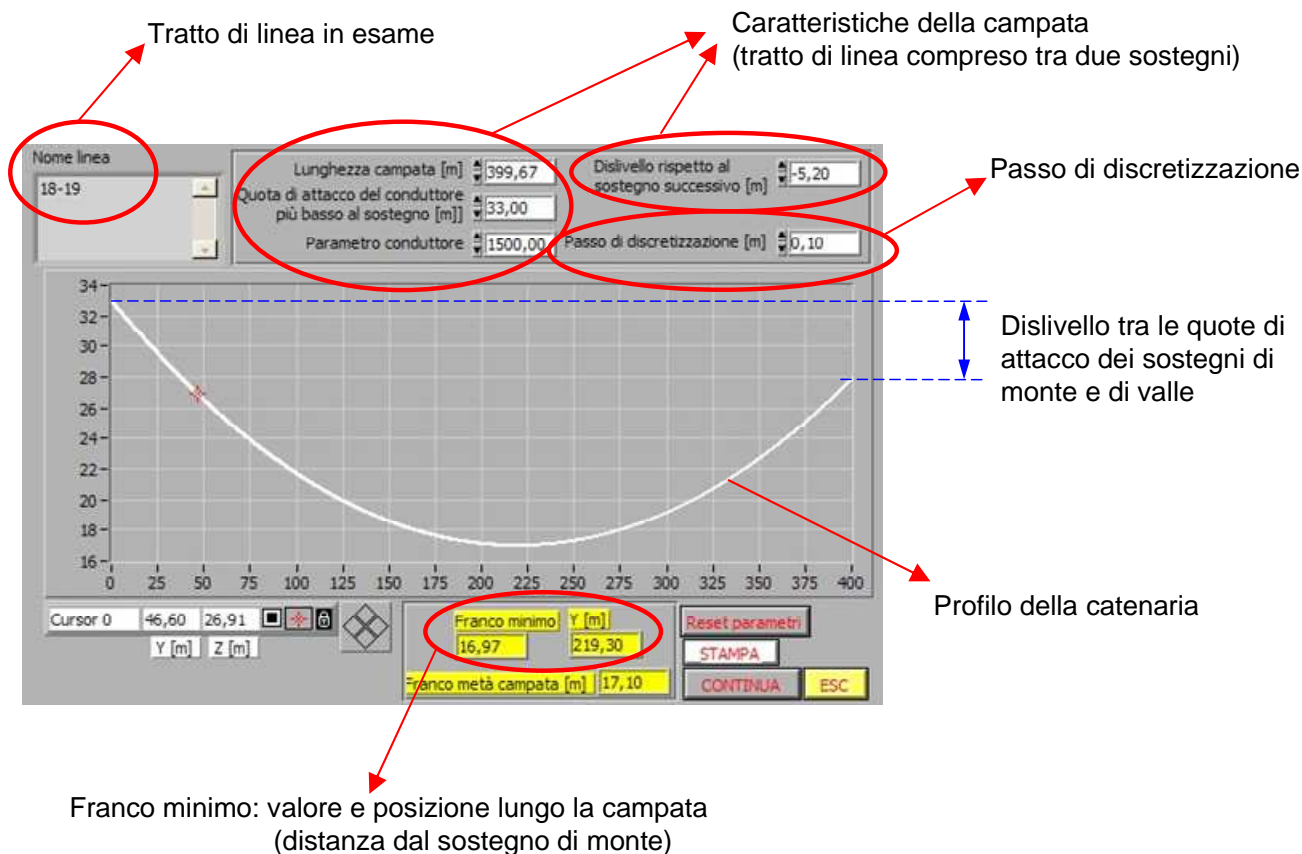 Tratto di linea in esame
Caratteristiche della campata
(tratto di linea compreso tra due sostegni)
Nome linea
18-19
Lunghezza campata [m] 399,67
Quota di attacco del conduttore
più basso al sostegno [m]] 33,00
Parametro conduttore 1500,00
Dislivello rispetto al
sostegno successivo [m] -5,20
Passo di discretizzazione [m] 0,10
Passo di discretizzazione
34
32
30
28
26
24
22
20
18
16
0 25 50 75 100 125 150 175 200 225 250 275 300 325 350 375 400
Dislivello tra le quote di
attacco dei sostegni di
monte e di valle
Profilo della catenaria
Cursor 0 46,60 26,91
Y [m] Z [m]
Franco minimo Y [m]
16,97 219,30
Franco metà campata [m] 17,10
Reset parametri
STAMPA
CONTINUA ESC
Franco minimo: valore e posizione lungo la campata
(distanza dal sostegno di monte)